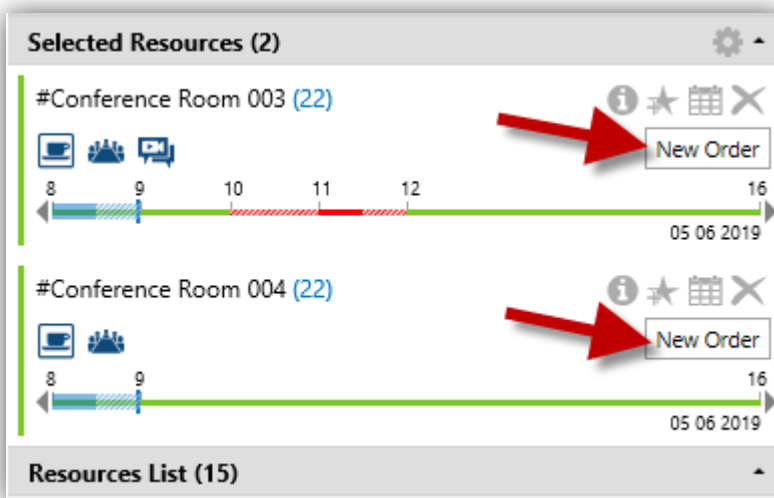 Selected Resources (2)
#Conference Room 003 (22)
New Order
8 9 10 11 12 16
05 06 2019
#Conference Room 004 (22)
New Order
8 9 16
05 06 2019
Resources List (15)